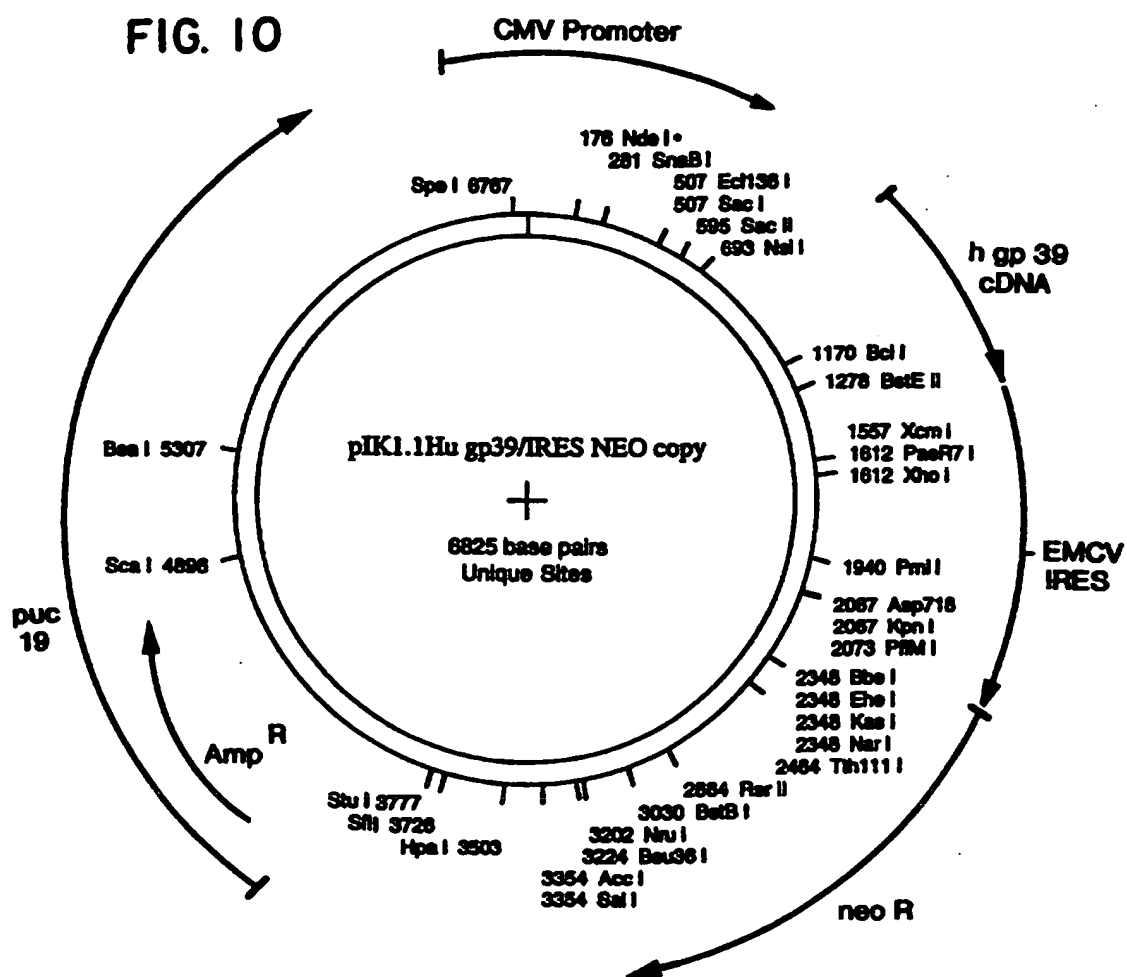 FIG. 10
CMV Promoter
176 Nde I
281 SnaB I
507 Ecl136 I
507 Sac I
595 Sac II
693 Nsi I
Spe I 6767
h gp 39
cDNA
1170 Bcl I
1278 BstE II
1557 Xcm I
1612 PaeR7 I
1612 Xho I
Bsa I 5307
pIK1.1Hu gp39/IRES NEO copy
6825 base pairs
Unique Sites
Sca I 4896
1940 Pml I
EMCV
IRES
2067 Asp718
2067 Kpn I
2073 PflM I
puc
19
2348 Bbe I
2348 Ehe I
2348 Kas I
2348 Nar I
2464 Tth111 I
Amp R
2664 Rsr II
3030 BstB I
3202 Nru I
3224 Bsu36 I
3354 Acc I
3354 Sal I
Stu I 3777
Sfi I 3726
Hpa I 3503
neo R